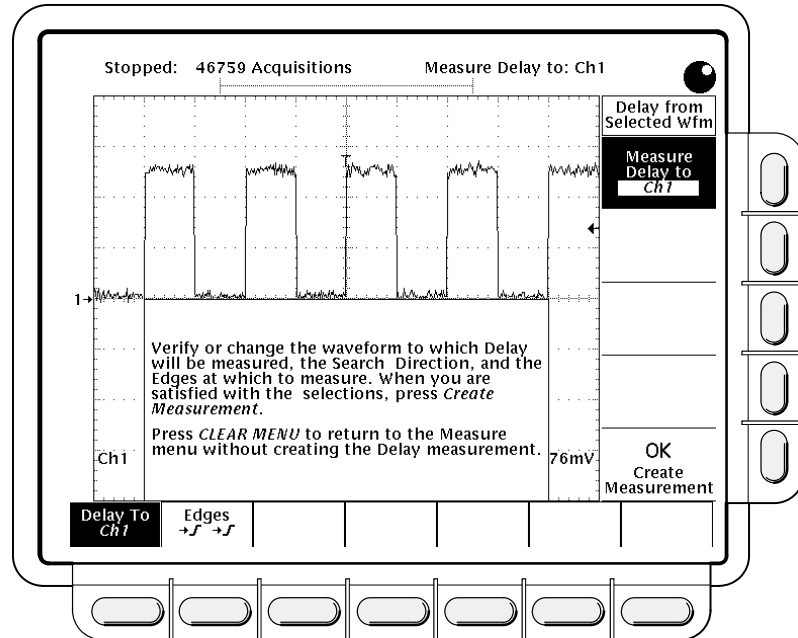 Stopped: 46759 Acquisitions Measure Delay to: Ch1
Delay from
Selected Wfm
Measure
Delay to
Ch1
T
1
Verify or change the waveform to which Delay
will be measured, the Search Direction, and the
Edges at which to measure. When you are
satisfied with the selections, press Create
Measurement.
Press CLEAR MENU to return to the Measure
menu without creating the Delay measurement.
Ch1
76mV
OK
Create
Measurement
Delay To
Ch1
Edges